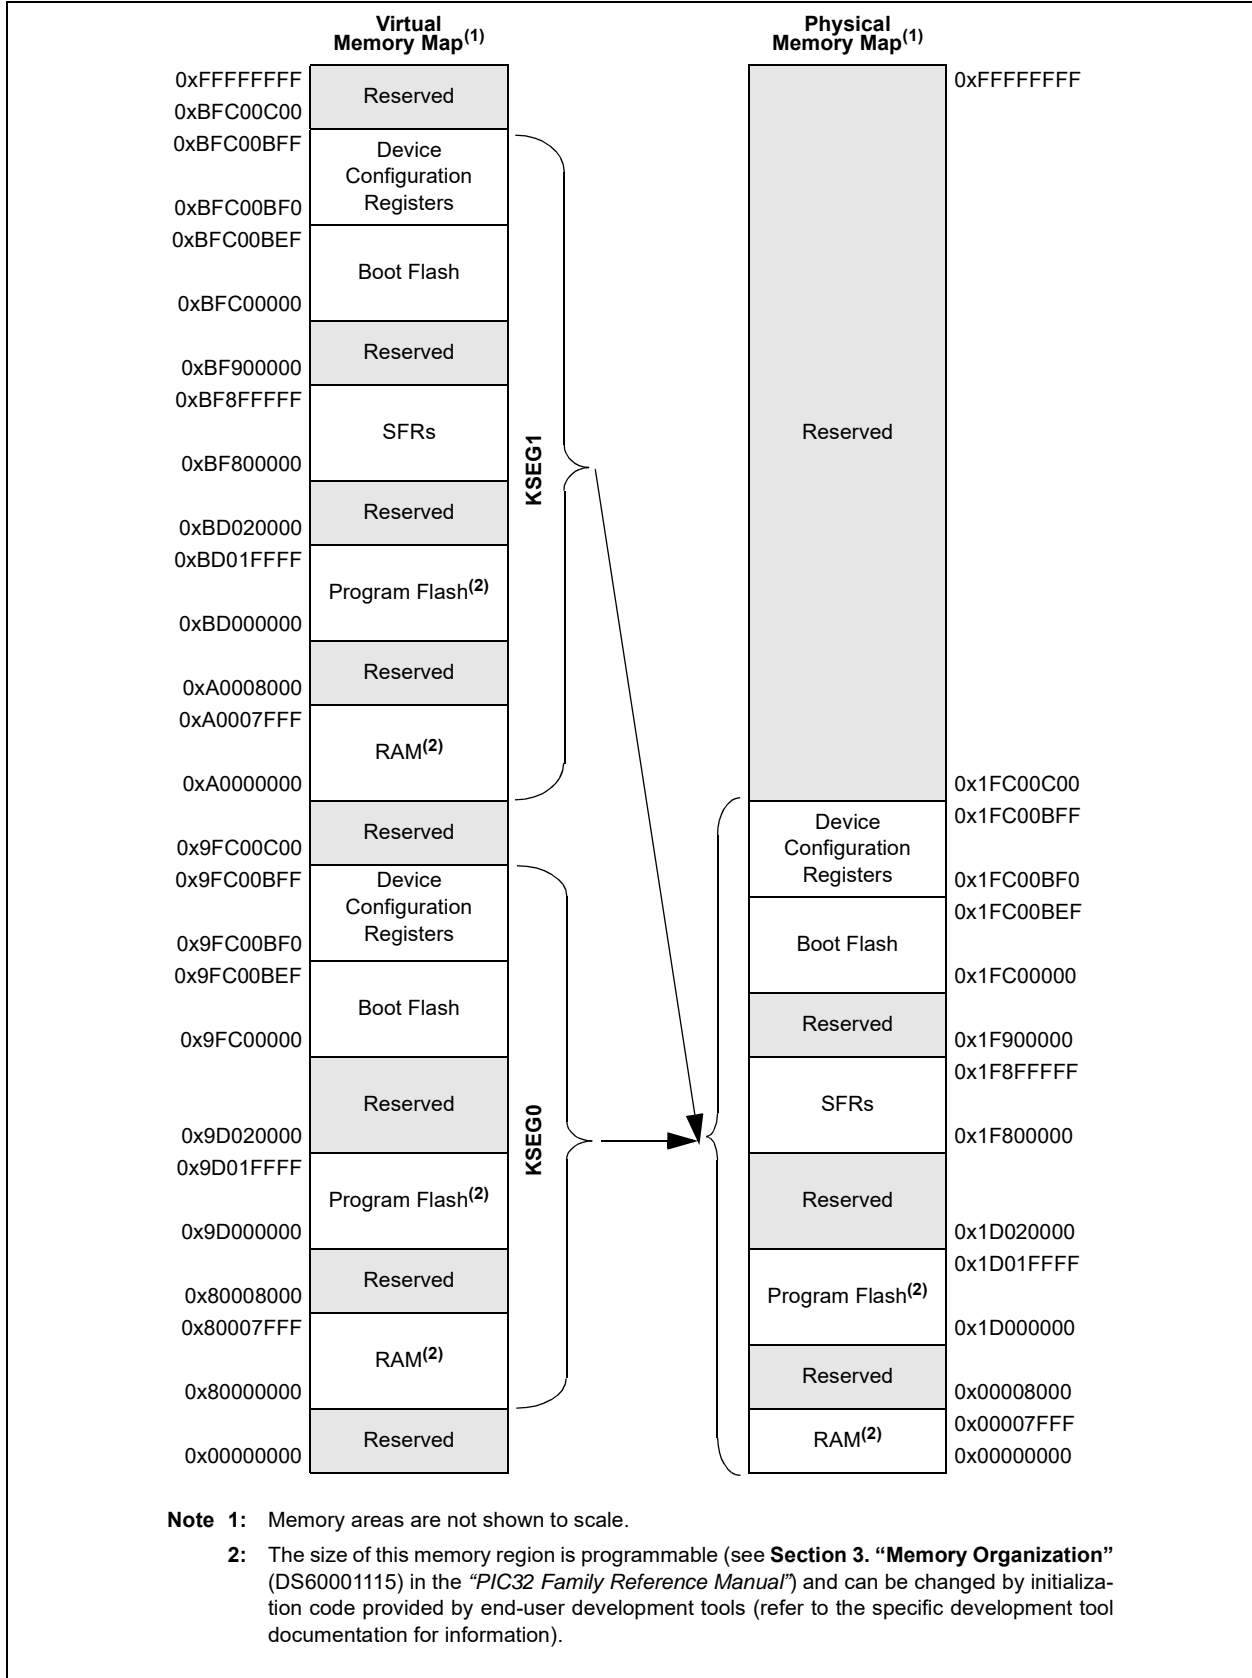 Virtual
Memory Map(1)
0xFFFFFFFF
Reserved
0xBFC00C00
0xBFC00BFF
Device
Configuration
Registers
0xBFC00BF0
0xBFC00BEF
Boot Flash
0xBFC00000
Reserved
0xBF900000
0xBF8FFFFF
SFRs
0xBF800000
Reserved
0xBD020000
0xBD01FFFF
Program Flash(2)
0xBD000000
Reserved
0xA0008000
0xA0007FFF
RAM(2)
0xA0000000
Reserved
0x9FC00C00
0x9FC00BFF
Device
Configuration
Registers
0x9FC00BF0
0x9FC00BEF
Boot Flash
0x9FC00000
Reserved
0x9D020000
0x9D01FFFF
Program Flash(2)
0x9D000000
Reserved
0x80008000
0x80007FFF
RAM(2)
0x80000000
Reserved
0x00000000
KSEG1
KSEG0
Physical
Memory Map(1)
0xFFFFFFFF
Reserved
0x1FC00C00
0x1FC00BFF
Device
Configuration
Registers
0x1FC00BF0
0x1FC00BEF
Boot Flash
0x1FC00000
Reserved
0x1F900000
0x1F8FFFFF
SFRs
0x1F800000
Reserved
0x1D020000
0x1D01FFFF
Program Flash(2)
0x1D000000
Reserved
0x00008000
0x00007FFF
RAM(2)
0x00000000
Note 1: Memory areas are not shown to scale.
2: The size of this memory region is programmable (see Section 3. “Memory Organization”
(DS60001115) in the “PIC32 Family Reference Manual”) and can be changed by initializa-
tion code provided by end-user development tools (refer to the specific development tool
documentation for information).